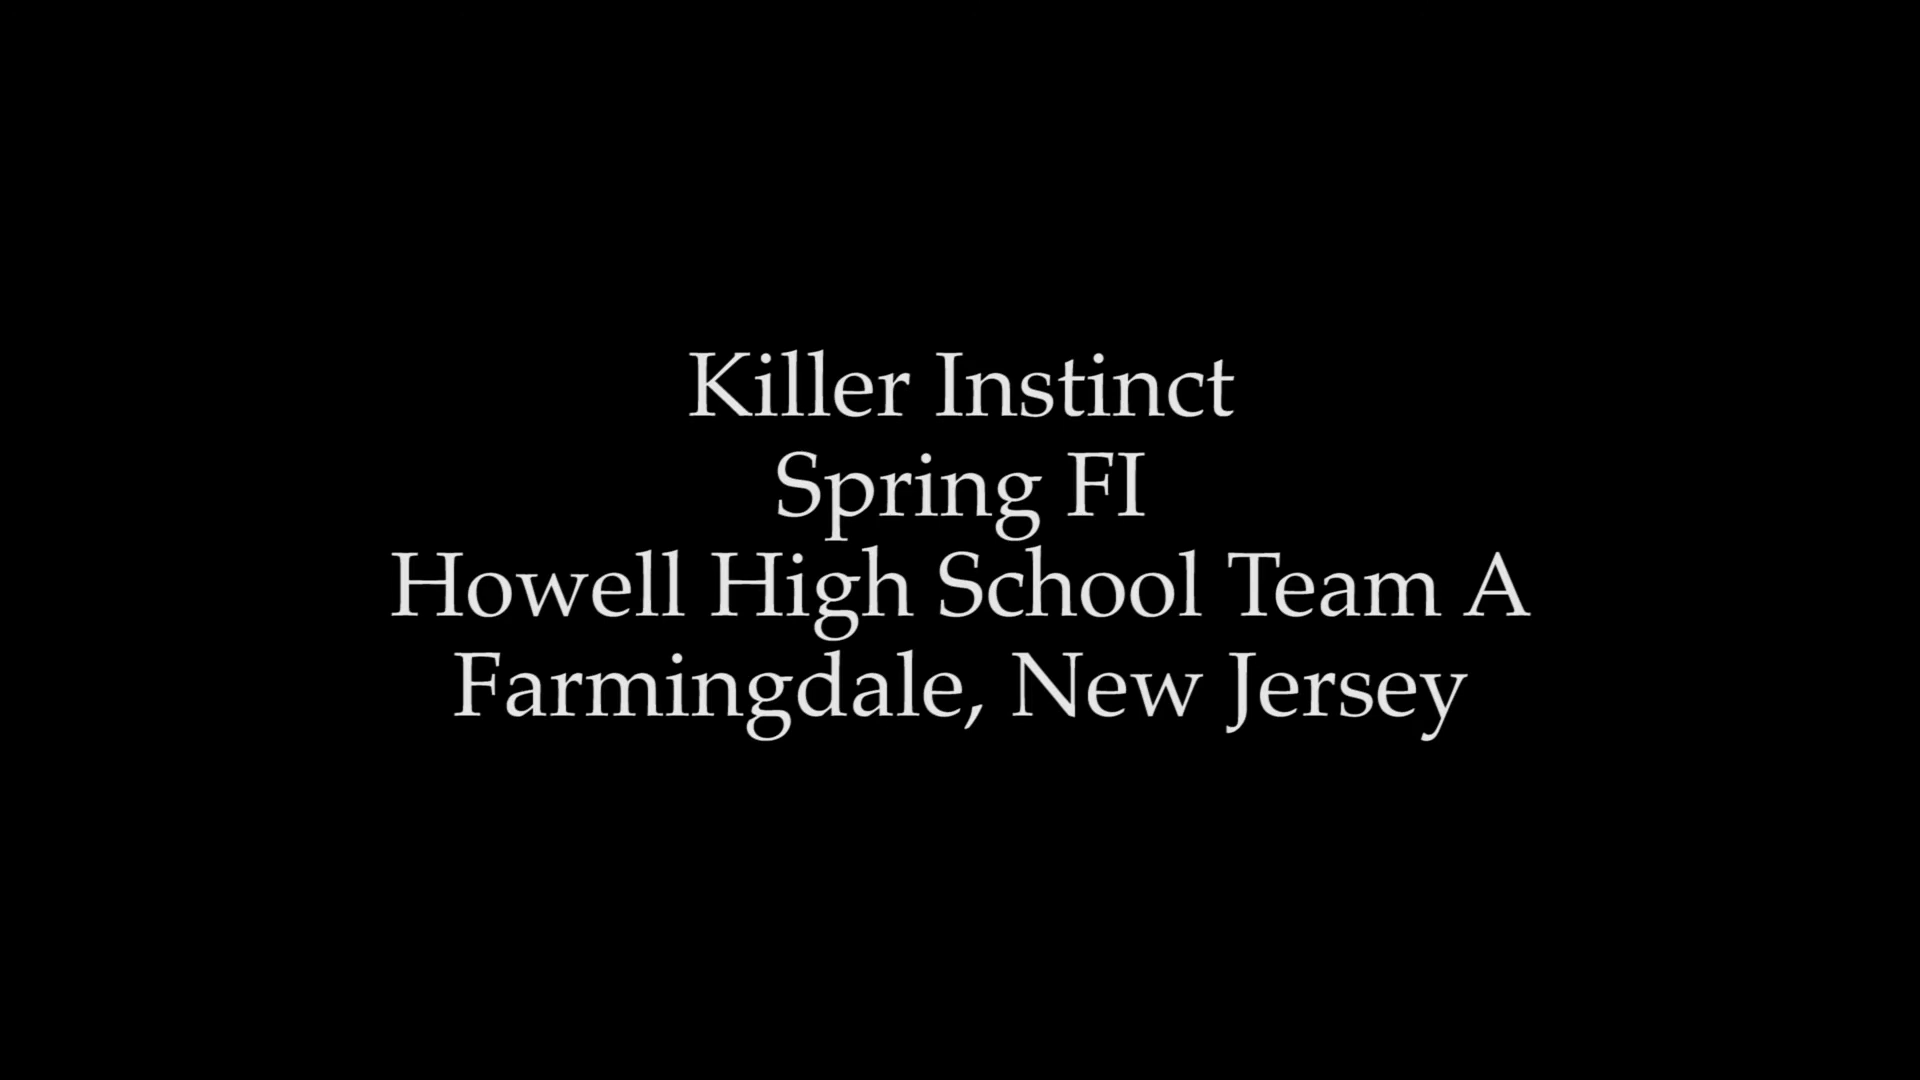 Killer Instinct
Spring FI
Howell High School Team A
Farmingdale, New Jersey